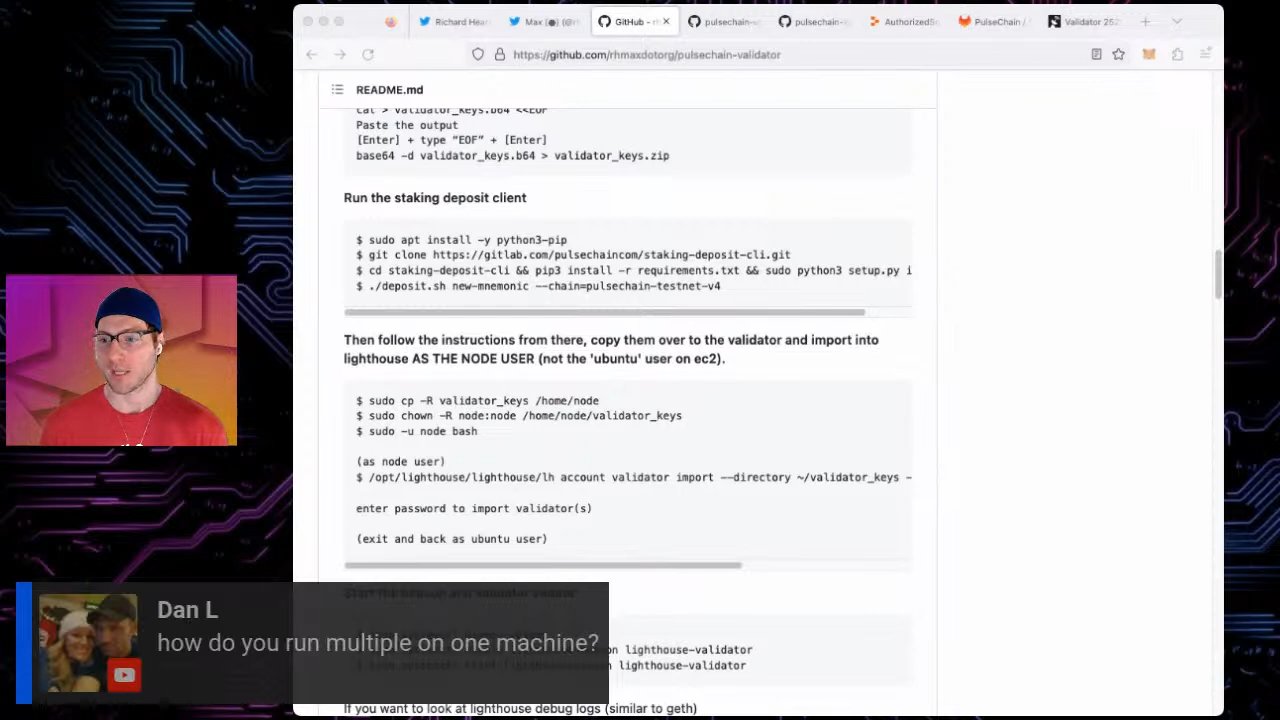 Richard Hear
Max
GitHub - rh
pulsechain-
pulsechain-
AuthorizedS
PulseChain /
Validator 252
https://github.com/rhmaxdotorg/pulsechain-validator
README.md
cat > validator_keys.b64 <<EOF
Paste the output
[Enter] + type “EOF” + [Enter]
base64 -d validator_keys.b64 > validator_keys.zip
Run the staking deposit client
$ sudo apt install -y python3-pip
$ git clone https://gitlab.com/pulsechaincom/staking-deposit-cli.git
$ cd staking-deposit-cli && pip3 install -r requirements.txt && sudo python3 setup.py i
$ ./deposit.sh new-mnemonic --chain=pulsechain-testnet-v4
Then follow the instructions from there, copy them over to the validator and import into
lighthouse AS THE NODE USER (not the 'ubuntu' user on ec2).
$ sudo cp -R validator_keys /home/node
$ sudo chown -R node:node /home/node/validator_keys
$ sudo -u node bash
(as node user)
$ /opt/lighthouse/lighthouse/lh account validator import --directory ~/validator_keys -
enter password to import validator(s)
(exit and back as ubuntu user)
Dan L
how do you run multiple on one machine?
lighthouse-validator
lighthouse-validator
If you want to look at lighthouse debug logs (similar to geth)